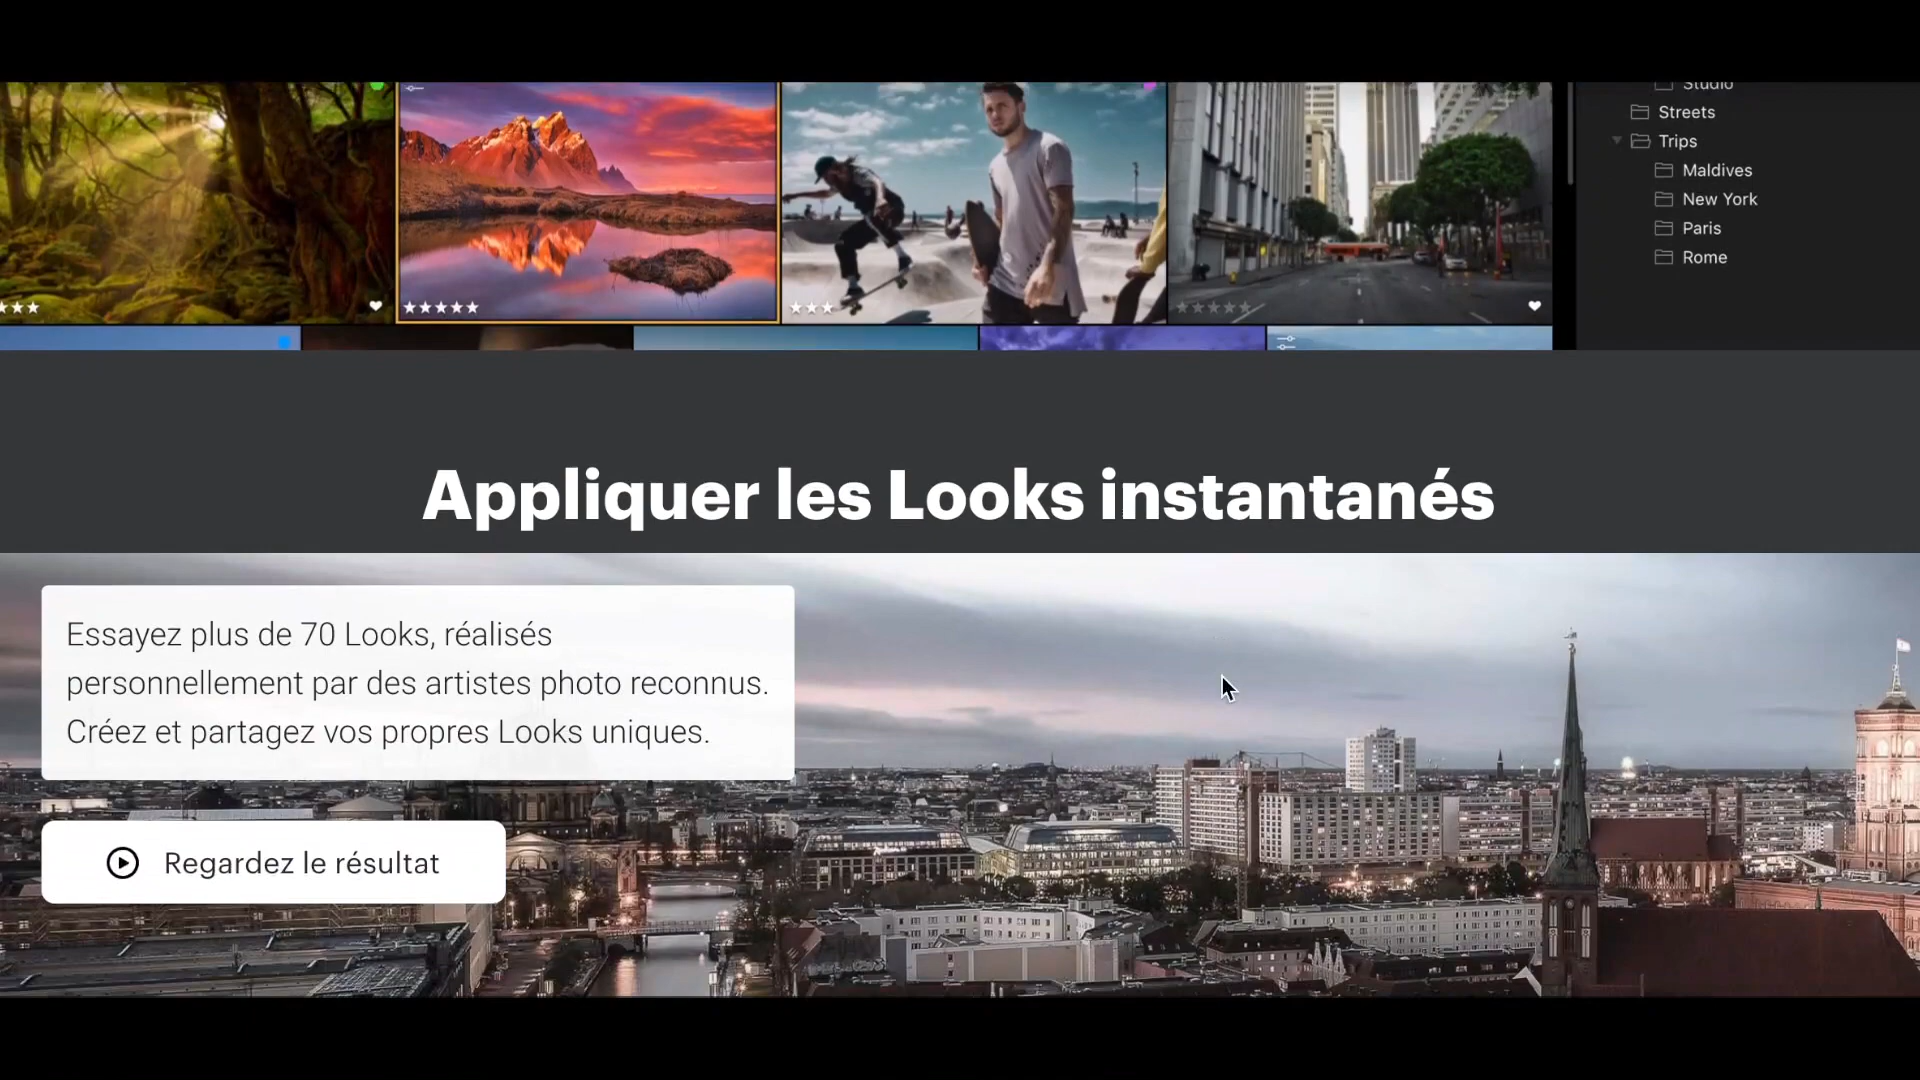 Studio
Streets
Trips
Maldives
New York
Paris
Rome
Appliquer les Looks instantanés
Essayez plus de 70 Looks, réalisés
personnellement par des artistes photo reconnus.
Créez et partagez vos propres Looks uniques.
Regardez le résultat